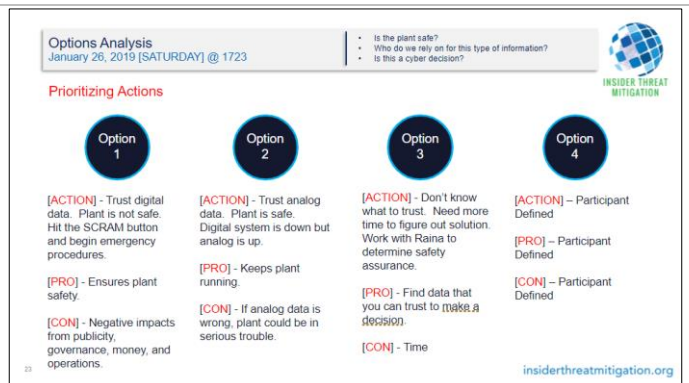 Options Analysis
January 26, 2019 [SATURDAY] @ 1723
• Is the plant safe?
• Who do we rely on for this type of information?
• Is this a cyber decision?
INSIDER THREAT
MITIGATION
Prioritizing Actions
Option
1
[ACTION] - Trust digital
data. Plant is not safe.
Hit the SCRAM button
and begin emergency
procedures.
[PRO] - Ensures plant
safety.
[CON] - Negative impacts
from publicity,
governance, money, and
operations.
Option
2
[ACTION] - Trust analog
data. Plant is safe.
Digital system is down but
analog is up.
[PRO] - Keeps plant
running.
[CON] - If analog data is
wrong, plant could be in
serious trouble.
Option
3
[ACTION] - Don't know
what to trust. Need more
time to figure out solution.
Work with Raina to
determine safety
assurance.
[PRO] - Find data that
you can trust to make a
decision.
[CON] - Time
Option
4
[ACTION] – Participant
Defined
[PRO] – Participant
Defined
[CON] – Participant
Defined
23
insiderthreatmitigation.org